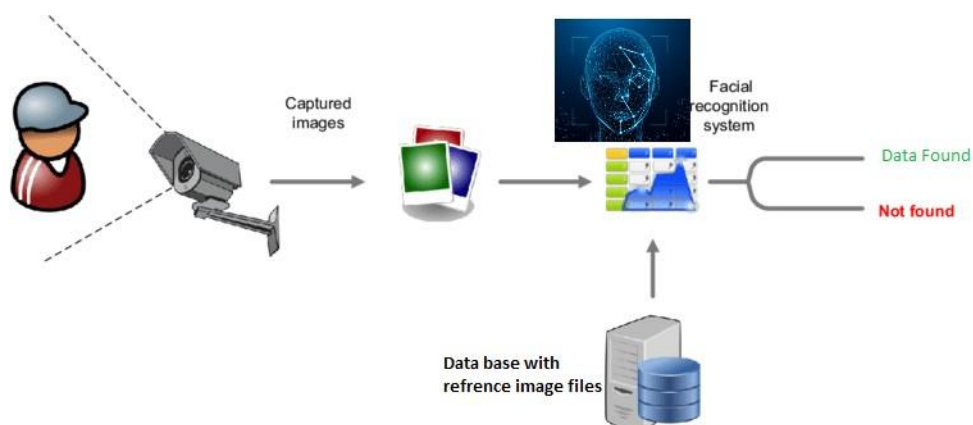 Captured
images
Facial
recognition
system
Data Found
Not found
Data base with
refrence image files